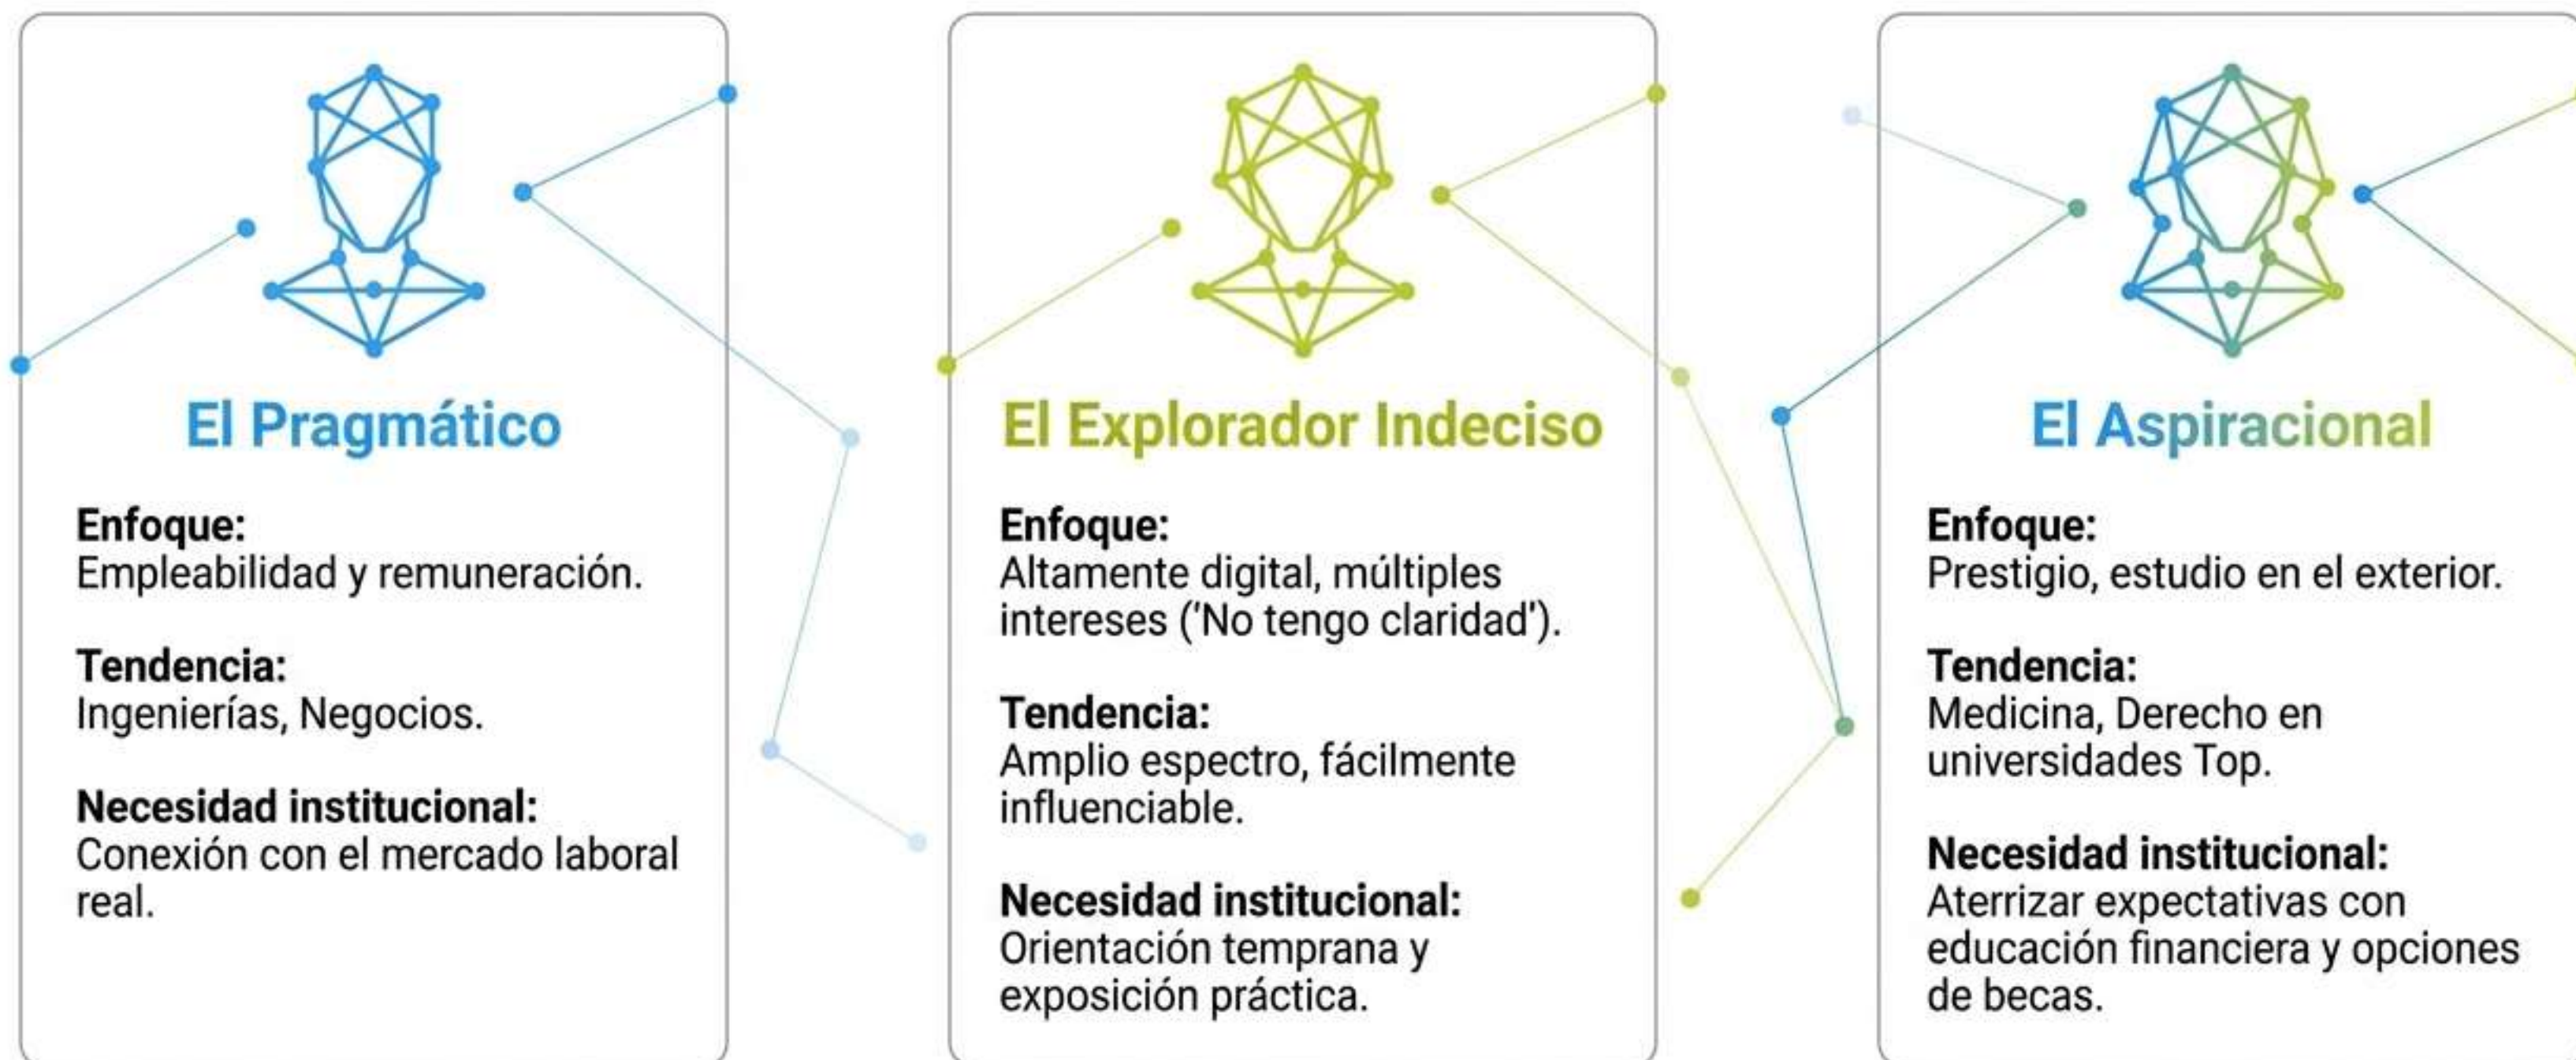 El Pragmático
Enfoque:
Empleabilidad y remuneración.
Tendencia:
Ingenierías, Negocios.
Necesidad institucional:
Conexión con el mercado laboral
real.
El Explorador Indeciso
Enfoque:
Altamente digital, múltiples
intereses ('No tengo claridad').
Tendencia:
Amplio espectro, fácilmente
influenciable.
Necesidad institucional:
Orientación temprana y
exposición práctica.
El Aspiracional
Enfoque:
Prestigio, estudio en el exterior.
Tendencia:
Medicina, Derecho en
universidades Top.
Necesidad institucional:
Aterrizar expectativas con
educación financiera y opciones
de becas.